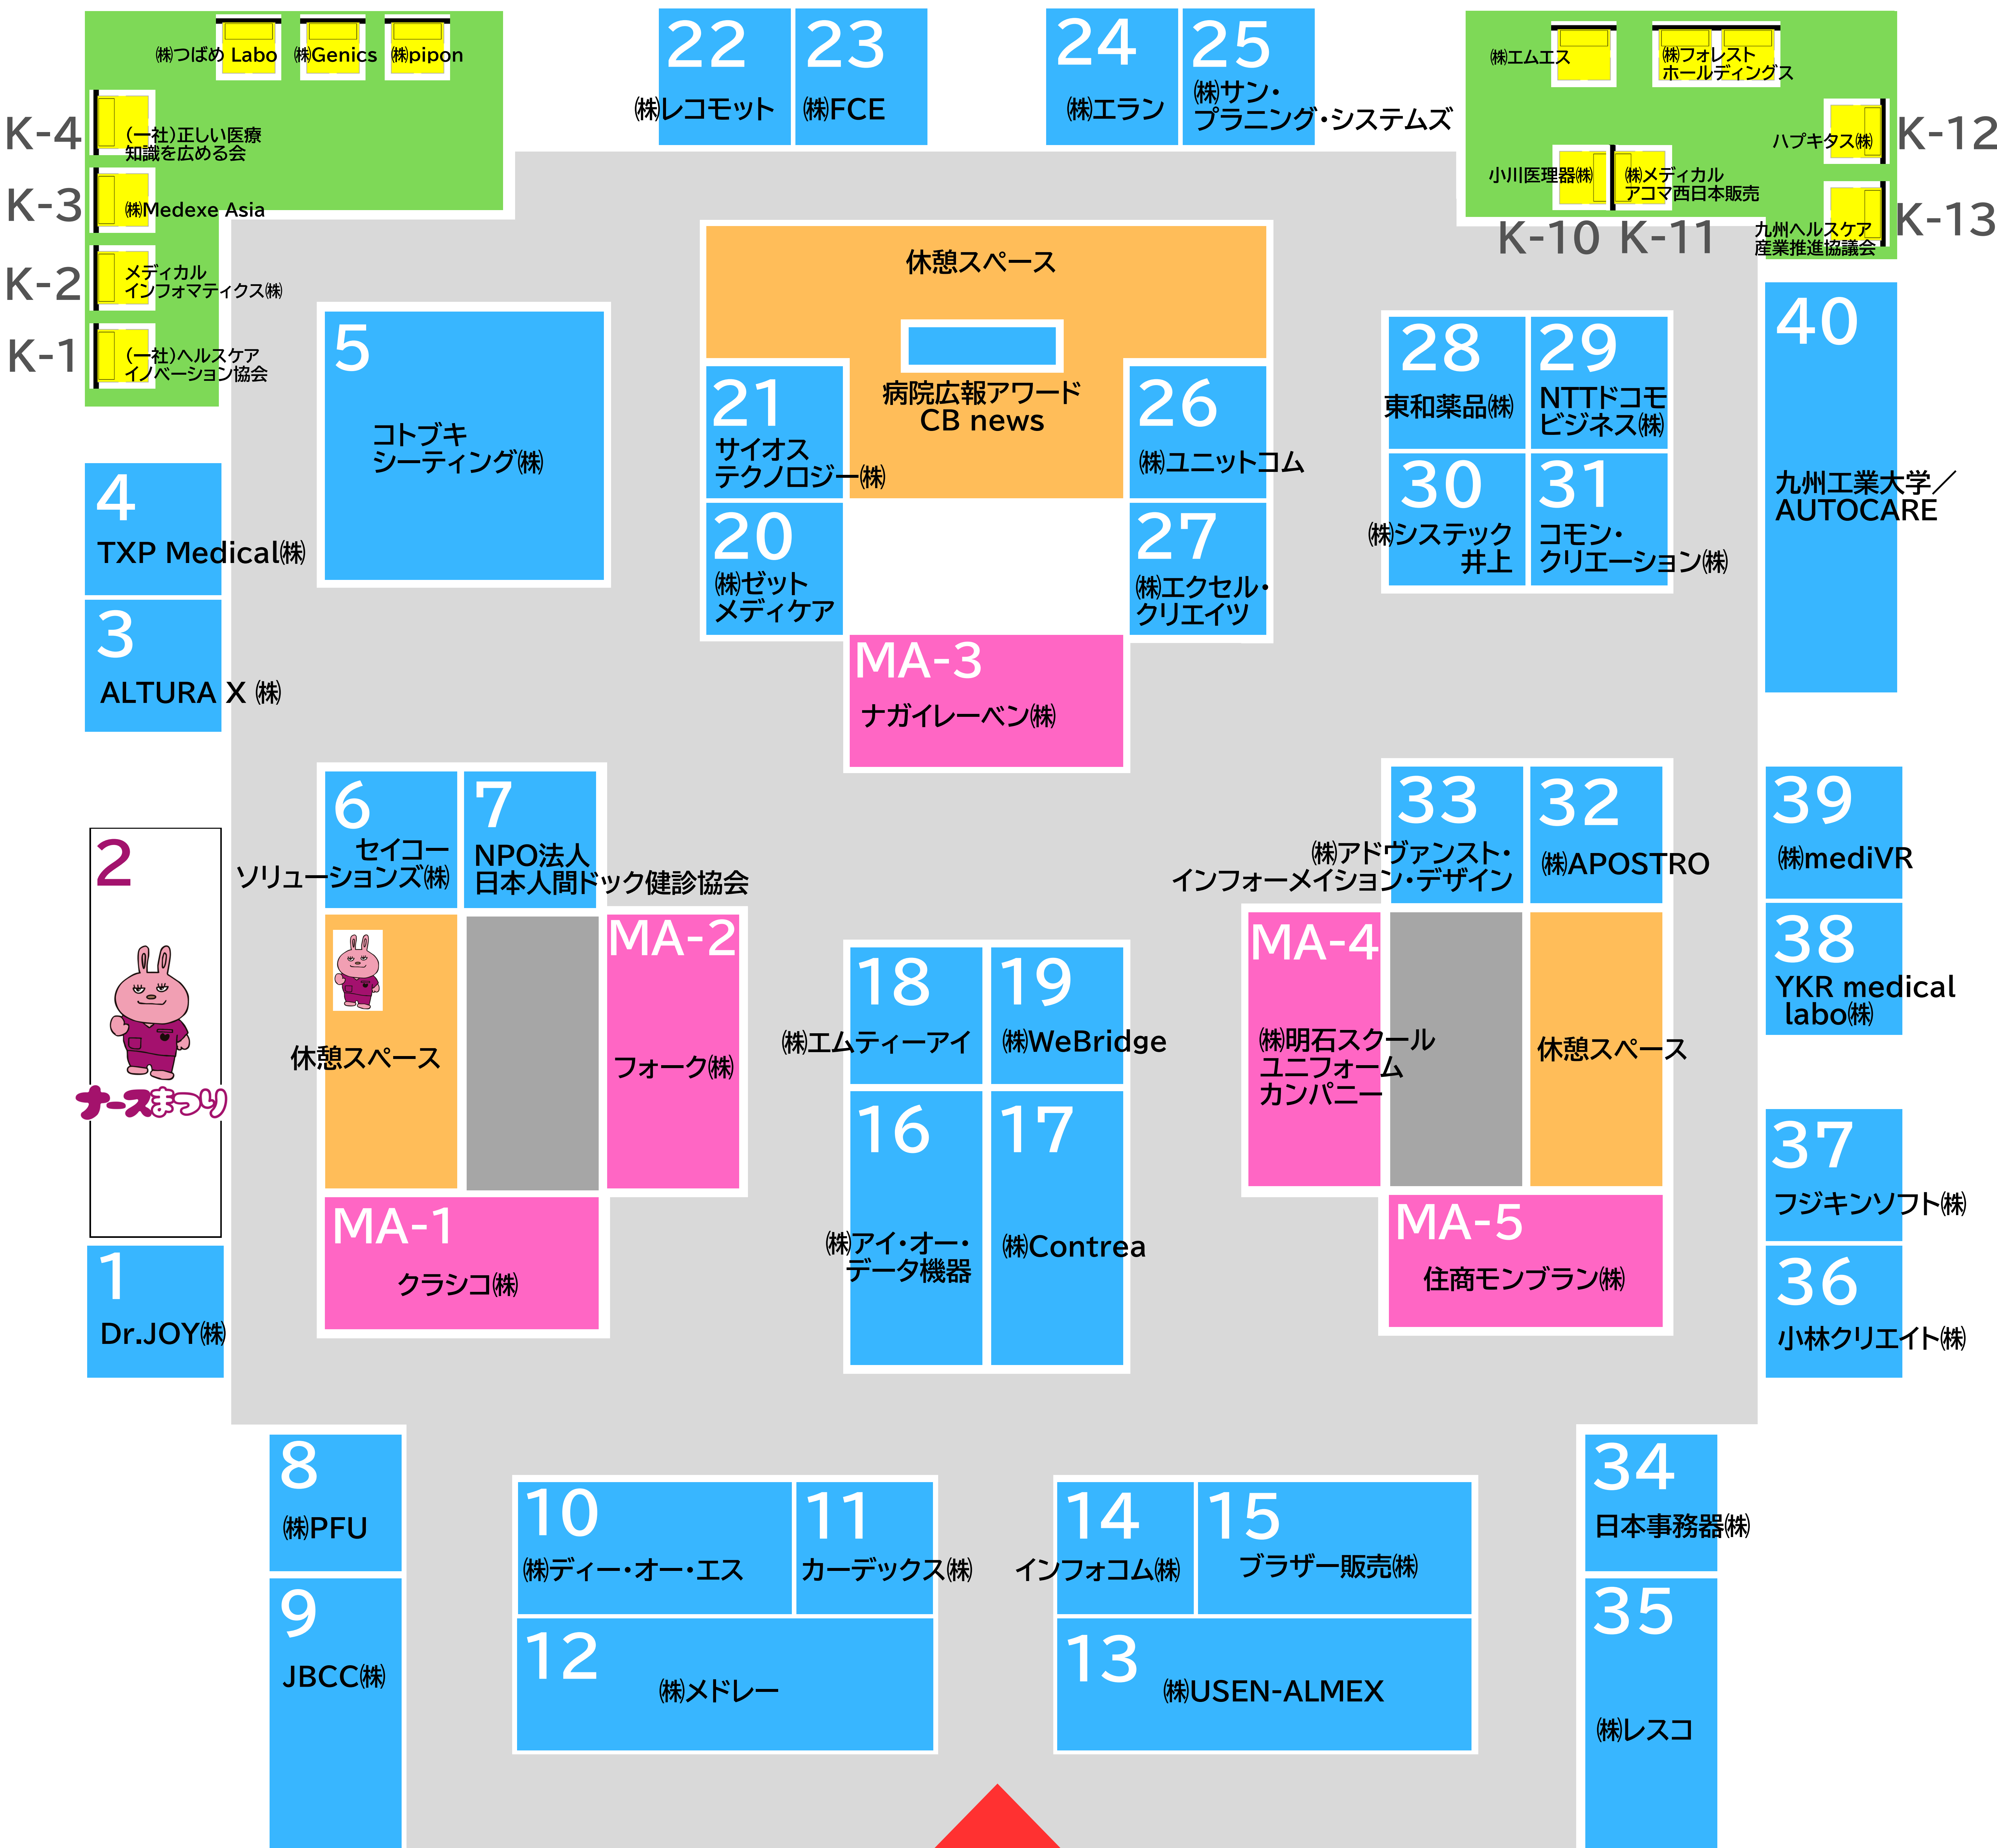 ㈱つばめ Labo
㈱Genics
㈱pipon
K-4
(一社)正しい医療
知識を広める会
K-3
㈱Medexe Asia
K-2
メディカル
インフォマティクス㈱
K-1
(一社)ヘルスケア
イノベーション協会
22
㈱レコモット
23
㈱FCE
24
㈱エラン
25
㈱サン・
プラニング・システムズ
㈱エムエス
㈱フォレスト
ホールディングス
ハプキタス㈱
K-12
小川医理器㈱
K-10
㈱メディカル
アコマ西日本販売
K-11
九州ヘルスケア
産業推進協議会
K-13
5
コトブキ
シーティング㈱
休憩スペース
病院広報アワード
CB news
21
サイオス
テクノロジー㈱
20
㈱ゼット
メディケア
26
㈱ユニットコム
27
㈱エクセル・
クリエイツ
MA-3
ナガイレーベン㈱
28
東和薬品㈱
29
NTTドコモ
ビジネス㈱
30
㈱システック
井上
31
コモン・
クリエーション㈱
40
九州工業大学／
AUTOCARE
4
TXP Medical㈱
3
ALTURA X ㈱
2
ナースまつり
1
Dr.JOY㈱
6
セイコー
ソリューションズ㈱
7
NPO法人
日本人間ドック健診協会
休憩スペース
MA-2
フォーク㈱
MA-1
クラシコ㈱
18
㈱エムティーアイ
19
㈱WeBridge
16
㈱アイ・オー・
データ機器
17
㈱Contrea
33
㈱アドヴァンスト・
インフォーメイション・デザイン
32
㈱APOSTRO
MA-4
㈱明石スクール
ユニフォーム
カンパニー
休憩スペース
MA-5
住商モンブラン㈱
39
㈱mediVR
38
YKR medical
labo㈱
37
フジキンソフト㈱
36
小林クリエイト㈱
8
㈱PFU
9
JBCC㈱
10
㈱ディー・オー・エス
11
カーデックス㈱
12
㈱メドレー
14
インフォコム㈱
15
ブラザー販売㈱
13
㈱USEN-ALMEX
34
日本事務器㈱
35
㈱レスコ